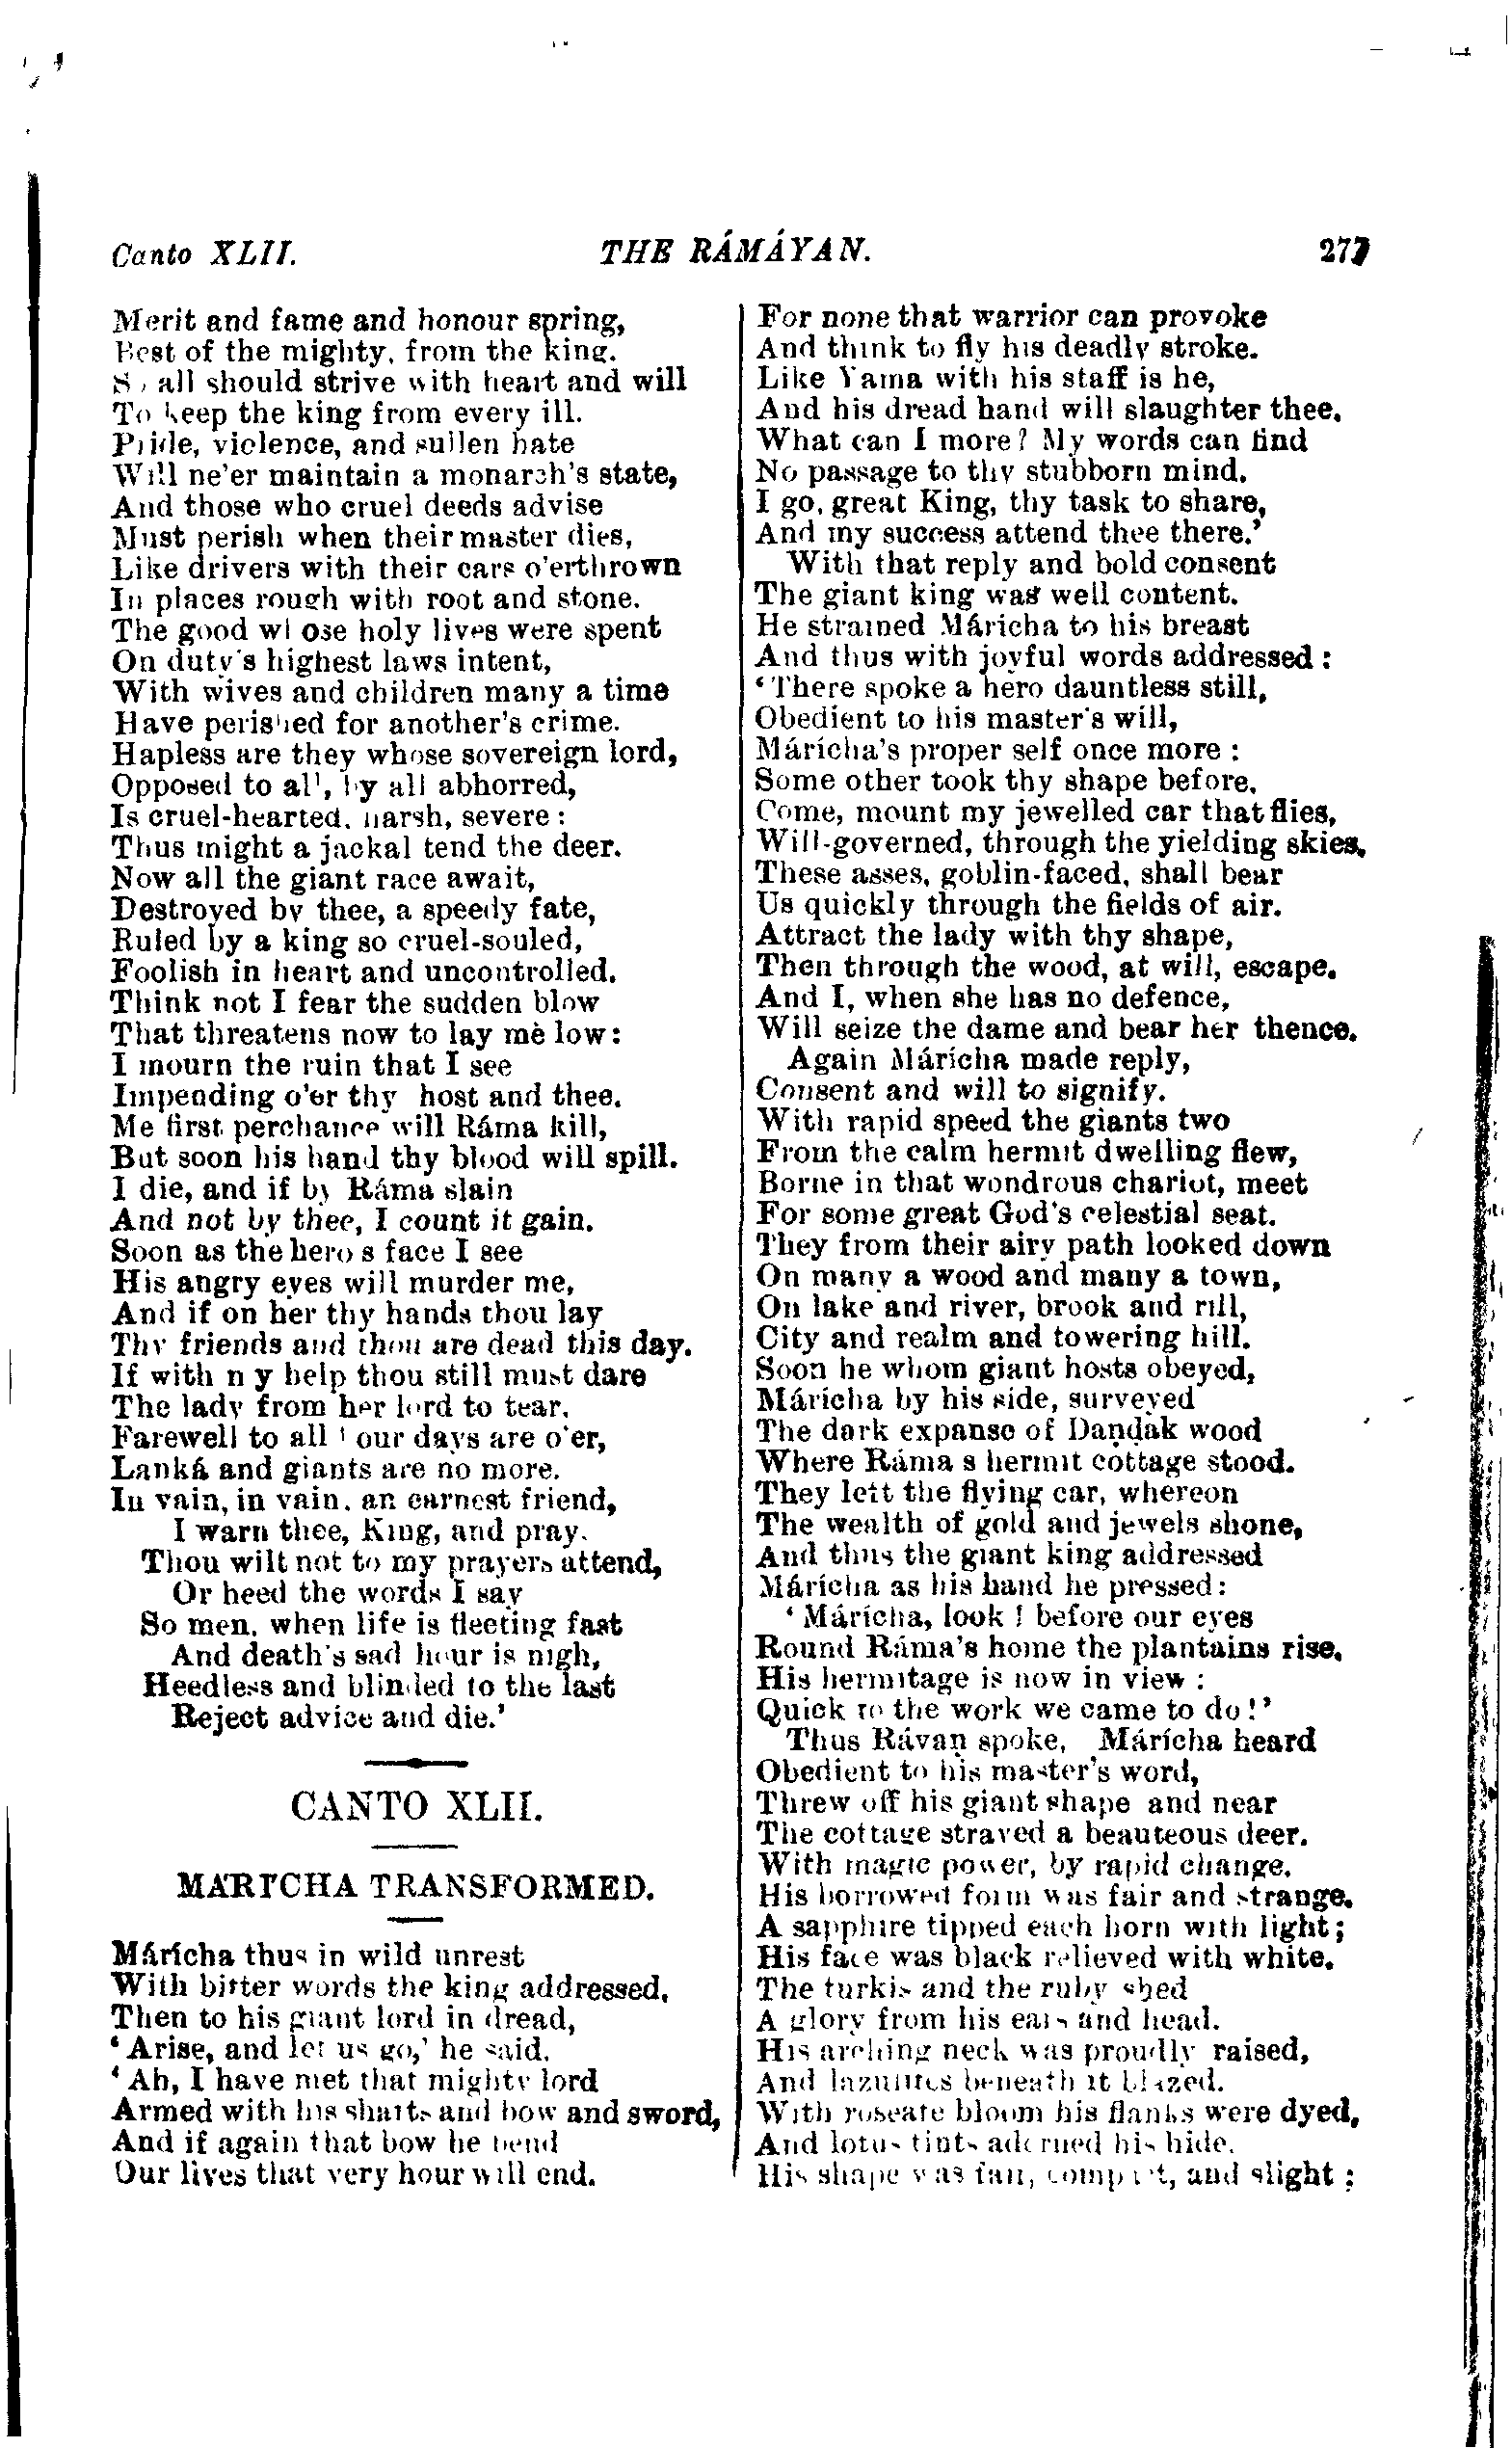 Canto XLII.
THE RÁMÁYAN.
277
Merit and fame and honour spring,
Best of the mighty, from the king.
So all should strive with heart and will
To keep the king from every ill.
Pride, violence, and sullen hate
Will ne'er maintain a monarch's state,
And those who cruel deeds advise
Must perish when their master dies,
Like drivers with their cars o'erthrown
In places rough with root and stone.
The good whose holy lives were spent
On duty's highest laws intent,
With wives and children many a time
Have perished for another's crime.
Hapless are they whose sovereign lord,
Opposed to all, by all abhorred,
Is cruel-hearted, harsh, severe :
Thus might a jackal tend the deer.
Now all the giant race await,
Destroyed by thee, a speedy fate,
Ruled by a king so cruel-souled,
Foolish in heart and uncontrolled.
Think not I fear the sudden blow
That threatens now to lay me low:
I mourn the ruin that I see
Impending o'er thy host and thee.
Me first perchance will Ráma kill,
But soon his hand thy blood will spill.
I die, and if by Ráma slain
And not by thee, I count it gain.
Soon as the hero's face I see
His angry eyes will murder me,
And if on her thy hands thou lay
Thy friends and thou are dead this day.
If with my help thou still must dare
The lady from her lord to tear,
Farewell to all ! our days are o'er,
Lanká and giants are no more.
In vain, in vain, an earnest friend,
I warn thee, King, and pray.
Thou wilt not to my prayers attend,
Or heed the words I say
So men, when life is fleeting fast
And death's sad hour is nigh,
Heedless and blinded to the last
Reject advice and die.'
CANTO XLII.
MÁRÍCHA TRANSFORMED.
Márícha thus in wild unrest
With bitter words the king addressed.
Then to his giant lord in dread,
'Arise, and let us go,' he said.
'Ah, I have met that mighty lord
Armed with his shafts and bow and sword,
And if again that bow he bend
Our lives that very hour will end.
For none that warrior can provoke
And think to fly his deadly stroke.
Like Yama with his staff is he,
And his dread hand will slaughter thee.
What can I more? My words can find
No passage to thy stubborn mind.
I go, great King, thy task to share,
And my success attend thee there.'
With that reply and bold consent
The giant king was well content.
He strained Márícha to his breast
And thus with joyful words addressed :
'There spoke a hero dauntless still,
Obedient to his master's will,
Márícha's proper self once more :
Some other took thy shape before.
Come, mount my jewelled car that flies,
Will-governed, through the yielding skies.
These asses, goblin-faced, shall bear
Us quickly through the fields of air.
Attract the lady with thy shape,
Then through the wood, at will, escape.
And I, when she has no defence,
Will seize the dame and bear her thence.
Again Márícha made reply,
Consent and will to signify.
With rapid speed the giants two
From the calm hermit dwelling flew,
Borne in that wondrous chariot, meet
For some great God's celestial seat.
They from their airy path looked down
On many a wood and many a town,
On lake and river, brook and rill,
City and realm and towering hill.
Soon he whom giant hosts obeyed,
Márícha by his side, surveyed
The dark expanse of Daṇḍak wood
Where Ráma's hermit cottage stood.
They left the flying car, whereon
The wealth of gold and jewels shone,
And thus the giant king addressed
Márícha as his hand he pressed:
'Márícha, look ! before our eyes
Round Ráma's home the plantains rise.
His hermitage is now in view :
Quick to the work we came to do!'
Thus Rávaṇ spoke, Márícha heard
Obedient to his master's word,
Threw off his giant shape and near
The cottage strayed a beauteous deer.
With magic power, by rapid change,
His borrowed form was fair and strange.
A sapphire tipped each horn with light;
His face was black relieved with white.
The turkis and the ruby shed
A glory from his ears and head.
His arching neck was proudly raised,
And lazulites beneath it blazed.
With roseate bloom his flanks were dyed,
And lotus tints adorned his hide.
His shape was fair, compact, and slight ;